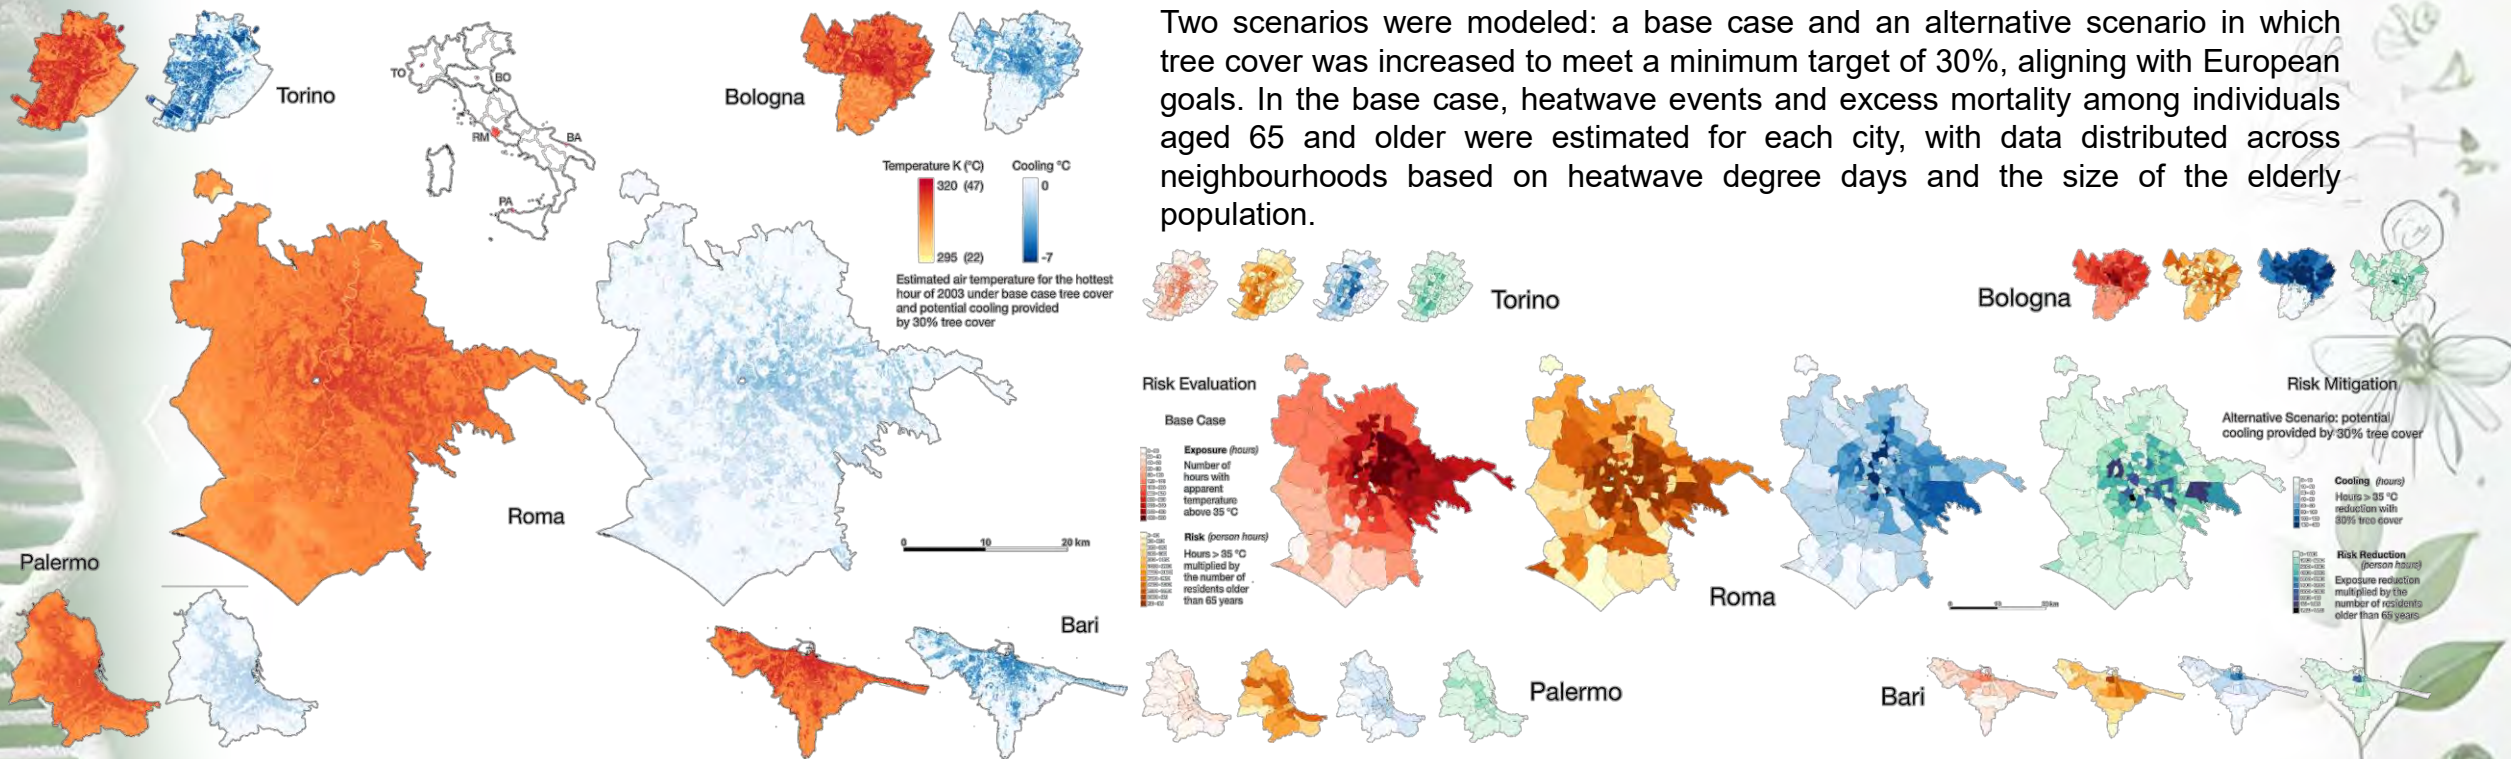 Two scenarios were modeled: a base case and an alternative scenario in which
tree cover was increased to meet a minimum target of 30%, aligning with European
goals. In the base case, heatwave events and excess mortality among individuals
aged 65 and older were estimated for each city, with data distributed across
neighbourhoods based on heatwave degree days and the size of the elderly
population.
Torino
TO
BO
RM
BA
PA
Bologna
Temperature K (°C)
320 (47)
295 (22)
Cooling °C
0
-7
Estimated air temperature for the hottest
hour of 2003 under base case tree cover
and potential cooling provided
by 30% tree cover
Roma
0 10 20 km
Palermo
Bari
Torino
Bologna
Risk Evaluation
Base Case
Exposure (hours)
Number of
hours with
apparent
temperature
above 35 °C
Risk (person hours)
Hours > 35 °C
multiplied by
the number of
residents older
than 65 years
Roma
Risk Mitigation
Alternative Scenario: potential
cooling provided by 30% tree cover
Cooling (hours)
Hours > 35 °C
reduction with
30% tree cover
Risk Reduction
(person hours)
Exposure reduction
multiplied by the
number of residents
older than 65 years
Palermo
Bari